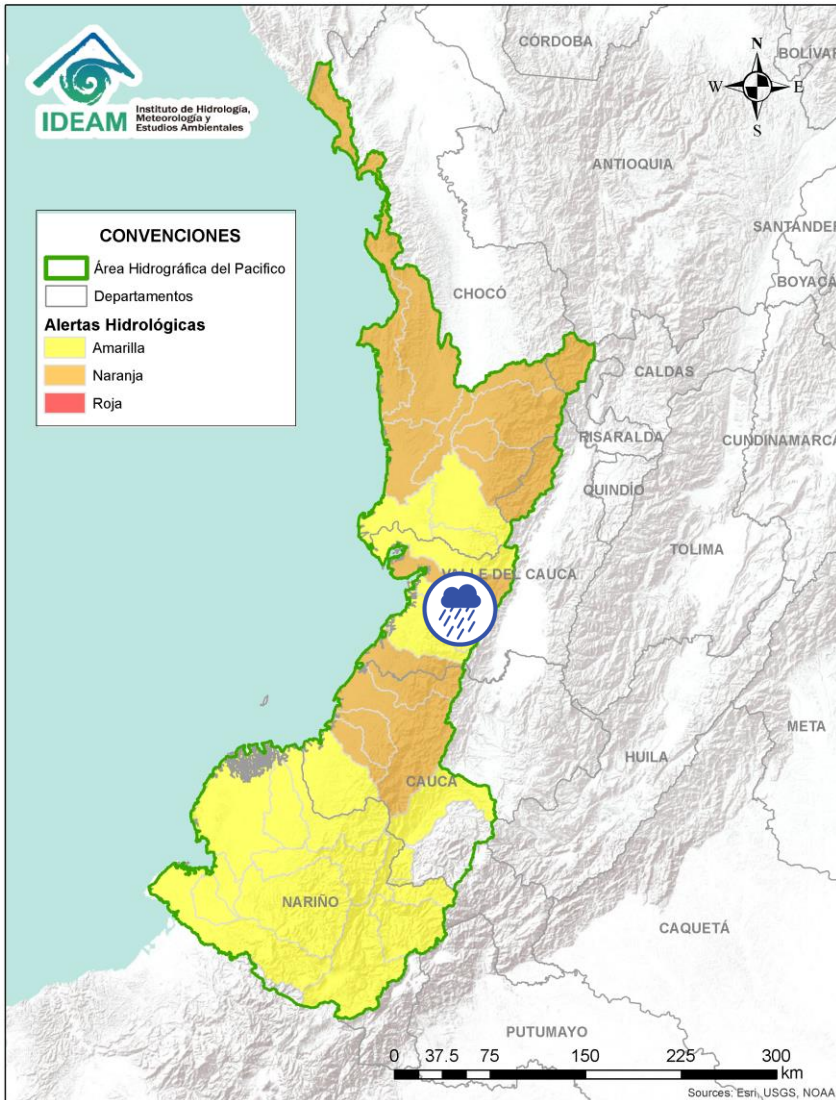 CÓRDOBA
BOLÍVAR
N
W
E
S
IDEAM
Instituto de Hidrología,
Meteorología y
Estudios Ambientales
ANTIOQUIA
SANTANDER
CONVENCIONES
Área Hidrográfica del Pacifico
Departamentos
Alertas Hidrológicas
Amarilla
Naranja
Roja
BOYACÁ
CHOCÓ
CALDAS
RISARALDA
CUNDINAMARCA
QUINDÍO
TOLIMA
VALLE DEL CAUCA
META
HUILA
CAUCA
NARIÑO
CAQUETÁ
PUTUMAYO
0 37.5 75 150 225 300
km
Sources: Esri, USGS, NOAA